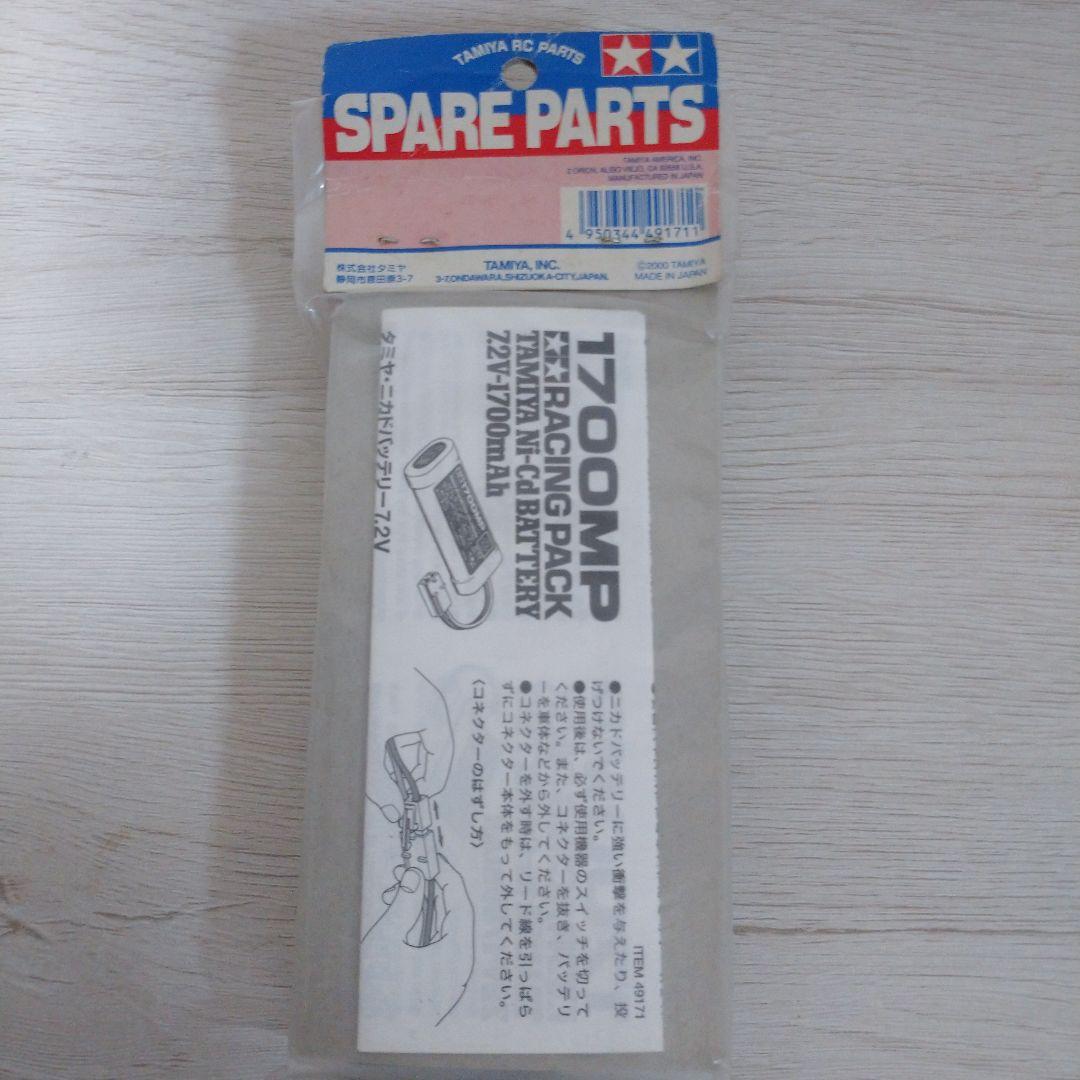 TAMIYA RC PARTS
SPARE PARTS
TAMIYA AMERICA, INC.
2 ORION, ALISO VIEJO, CA 92656 U.S.A.
MANUFACTURED IN JAPAN
4 950344 491711
株式会社タミヤ
静岡市恩田原3-7
TAMIYA, INC.
3-7, ONDAWARA, SHIZUOKA-CITY, JAPAN.
©2000 TAMIYA
MADE IN JAPAN
1700MP
RACING PACK
TAMIYA Ni-Cd BATTERY
7.2V-1700mAh
1700MP
タミヤ・ニカドバッテリー7.2V
●ニカドバッテリーに強い衝撃を与えたり、投
げつけないでください。
●使用後は、必ず使用機器のスイッチを切って
ください。また、コネクターを抜き、バッテリ
ーを車体などから外してください。
●コネクターを外す時は、リード線を引っぱら
ずにコネクター本体をもって外してください。
〈コネクターのはずし方〉
ITEM 49171